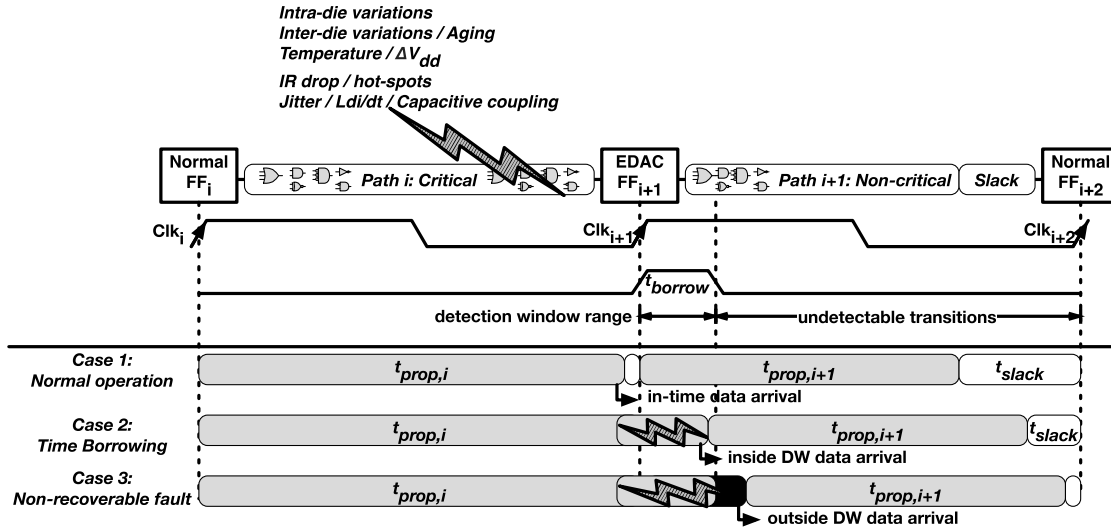 Intra-die variations
Inter-die variations / Aging
Temperature / ΔVdd
IR drop / hot-spots
Jitter / Ldi/dt / Capacitive coupling
Normal
FFi
Path i: Critical
EDAC
FFi+1
Path i+1: Non-critical
Slack
Normal
FFi+2
Clki
Clki+1
Clki+2
tborrow
detection window range
undetectable transitions
Case 1:
Normal operation
tprop,i
tprop,i+1
tslack
in-time data arrival
Case 2:
Time Borrowing
tprop,i
tprop,i+1
tslack
inside DW data arrival
Case 3:
Non-recoverable fault
tprop,i
tprop,i+1
outside DW data arrival